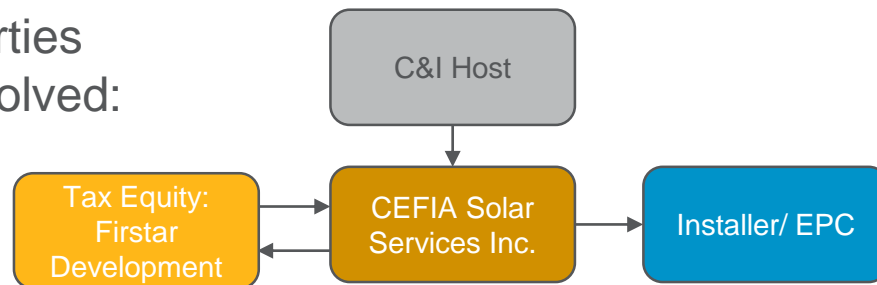 rties
olved:
C&I Host
Tax Equity:
Firstar
Development
CEFIA Solar
Services Inc.
Installer/ EPC